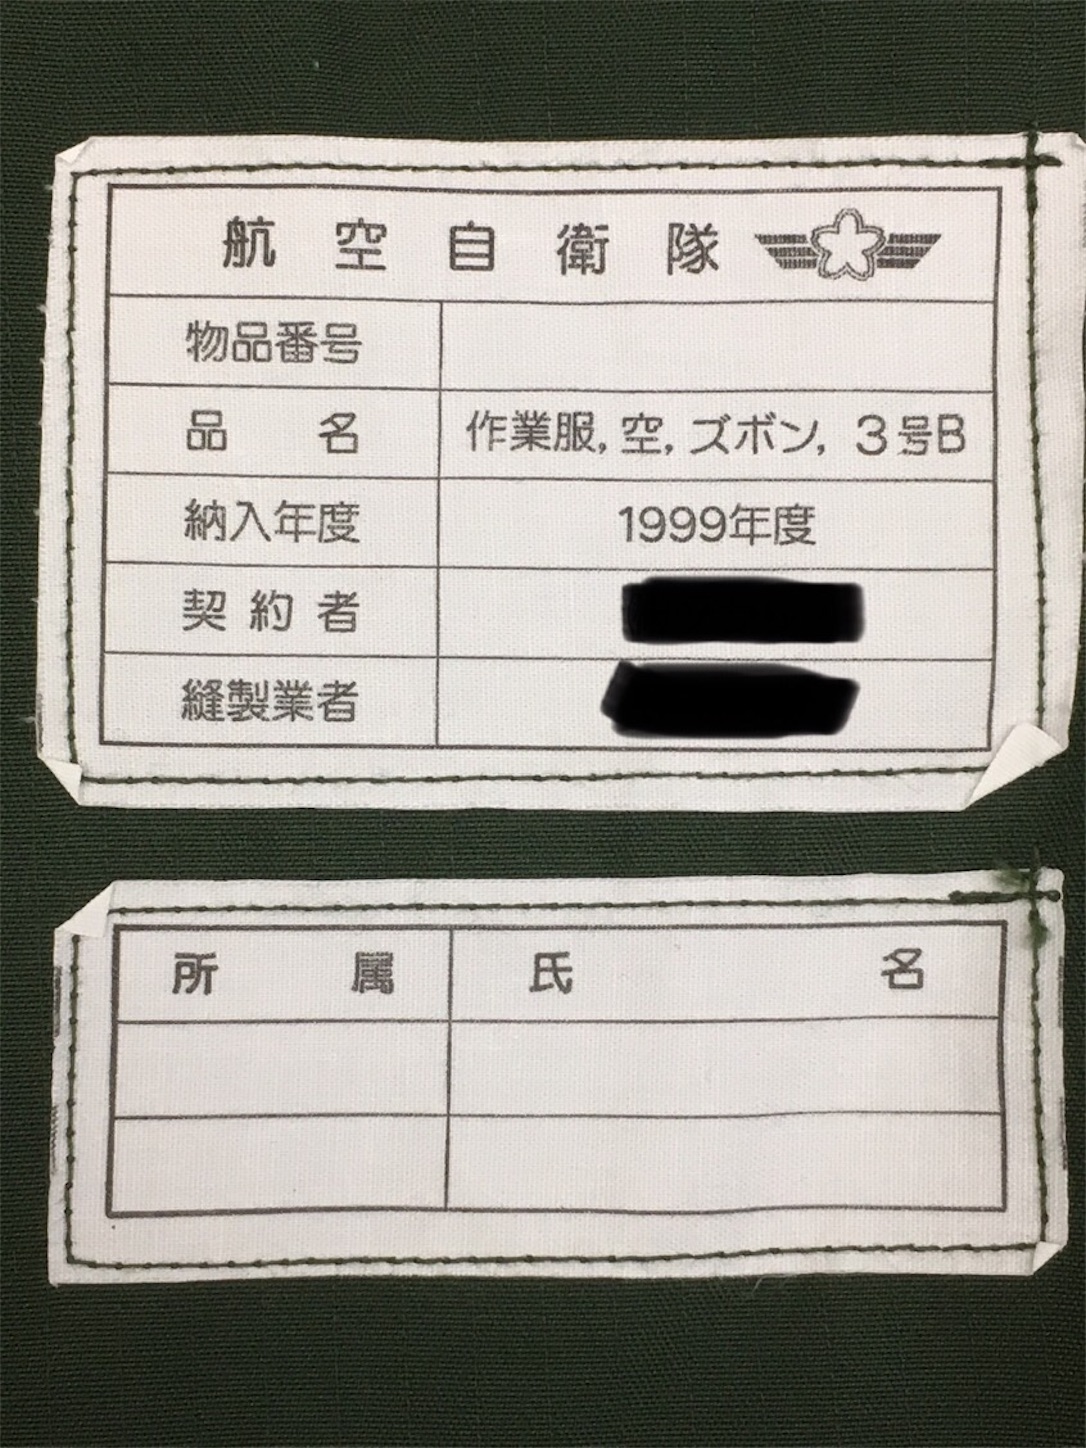 航空自衛隊
物品番号
品名 作業服, 空, ズボン, 3号B
納入年度 1999年度
契約者
縫製業者
所属 氏名